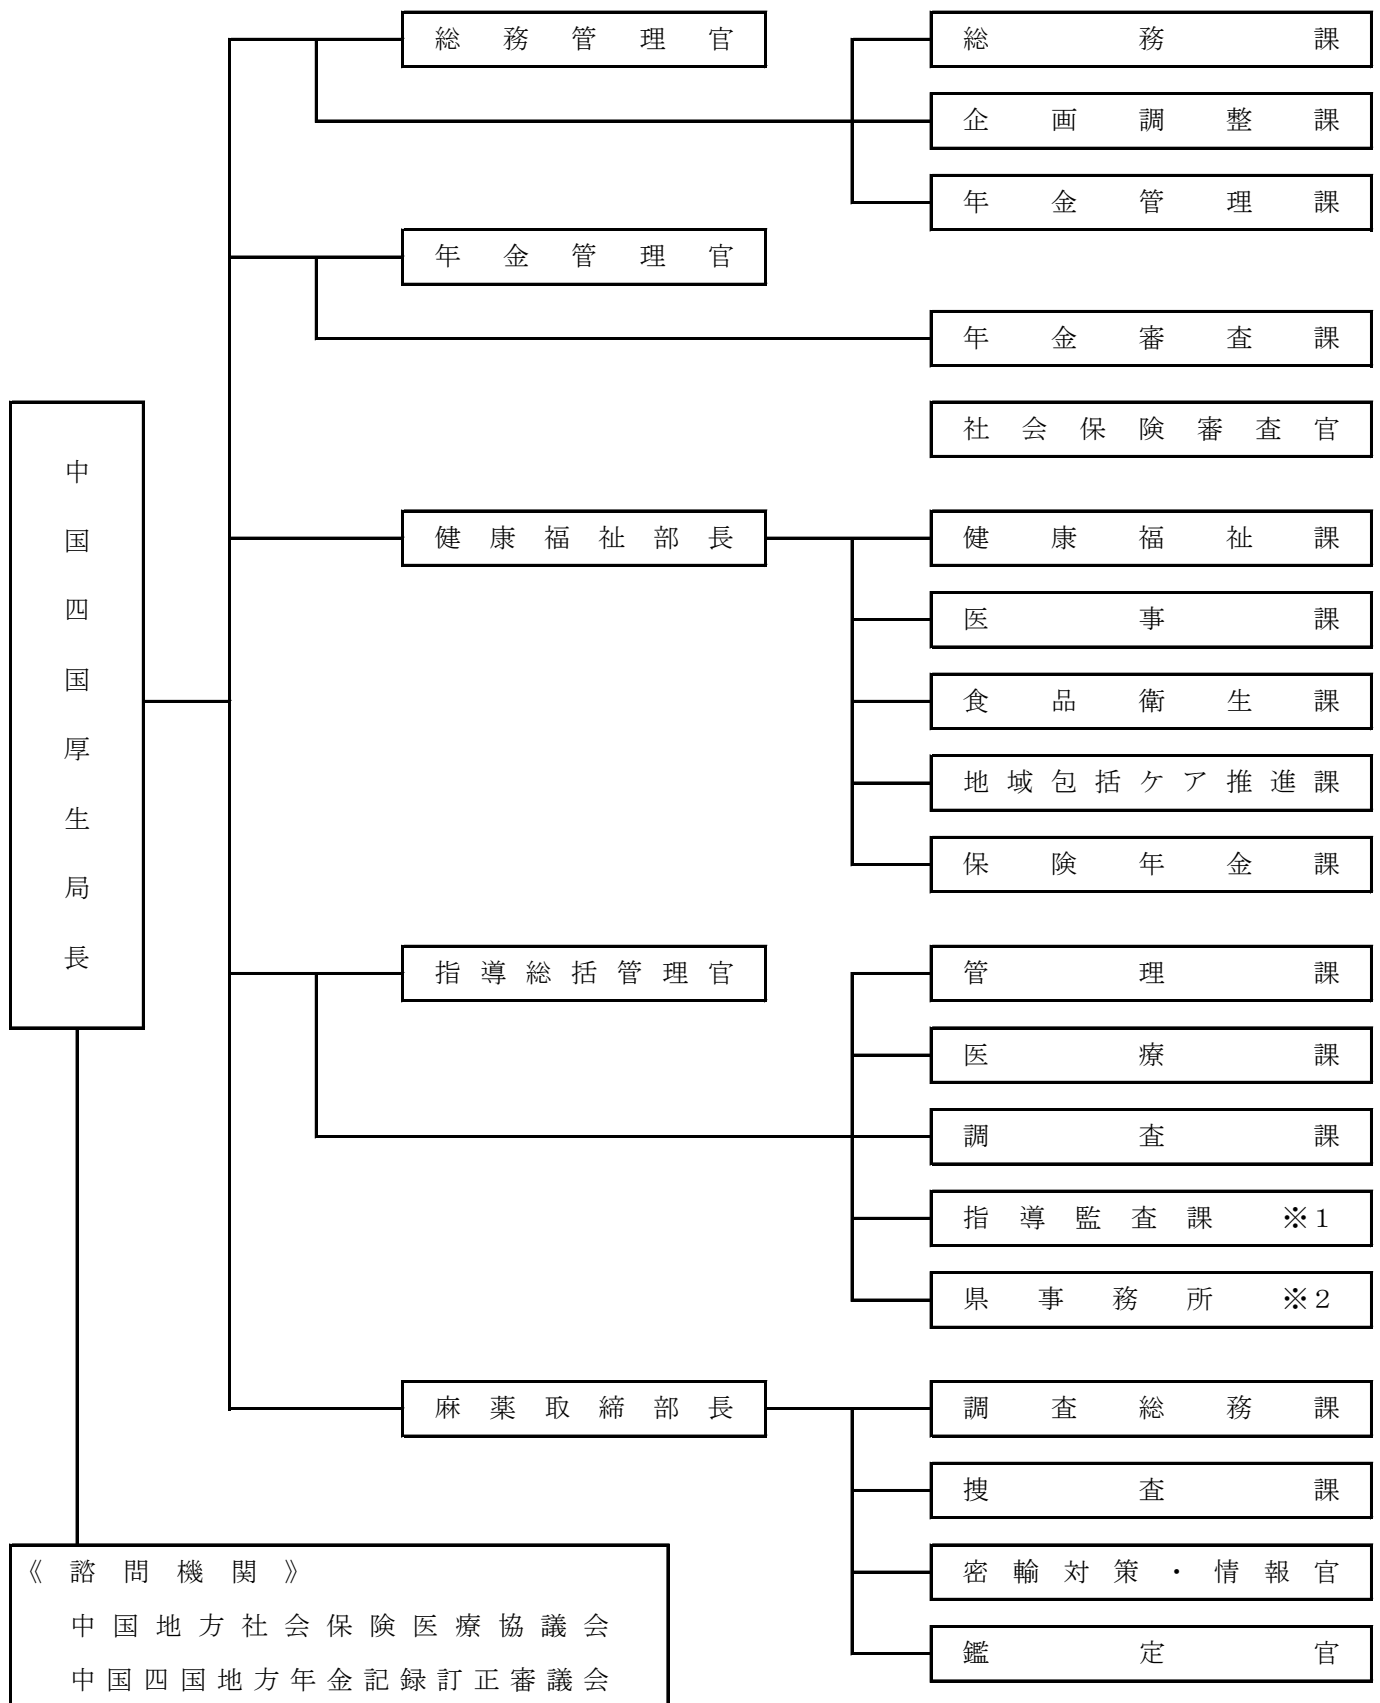 総務管理官
総務課
企画調整課
年金管理課
年金管理官
年金審査課
社会保険審査官
中国四国厚生局長
健康福祉部長
健康福祉課
医事課
食品衛生課
地域包括ケア推進課
保険年金課
指導総括管理官
管理課
医療課
調査課
指導監査課 ※1
県事務所 ※2
麻薬取締部長
調査総務課
捜査課
密輸対策・情報官
鑑定官
《諮問機関》
中国地方社会保険医療協議会
中国四国地方年金記録訂正審議会